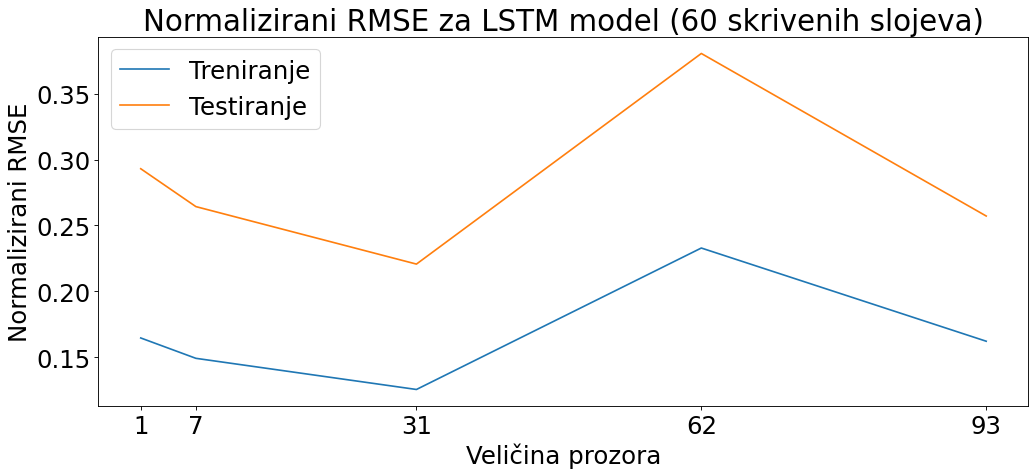 Normalizirani RMSE za LSTM model (60 skrivenih slojeva)
Treniranje
Testiranje
Normalizirani RMSE
0.35
0.30
0.25
0.20
0.15
1 7 31 62 93
Veličina prozora